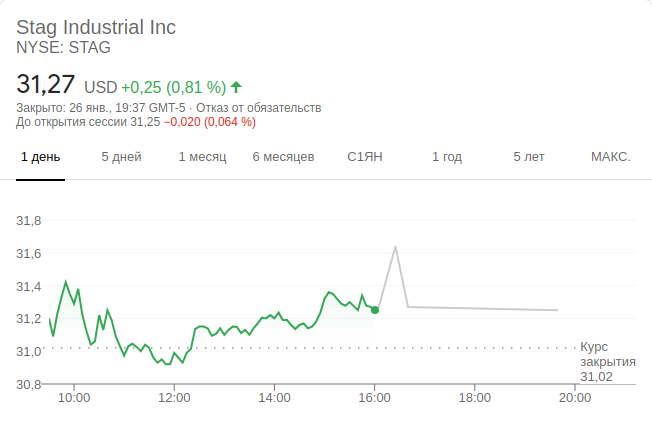 Stag Industrial Inc
NYSE: STAG
31,27 USD +0,25 (0,81 %)
Закрыто: 26 янв., 19:37 GMT-5 · Отказ от обязательств
До открытия сессии 31,25 −0,020 (0,064 %)
1 день 5 дней 1 месяц 6 месяцев С1ЯН 1 год 5 лет МАКС.
31,8
31,6
31,4
31,2
31,0
30,8
Курс
закрытия
31,02
10:00 12:00 14:00 16:00 18:00 20:00